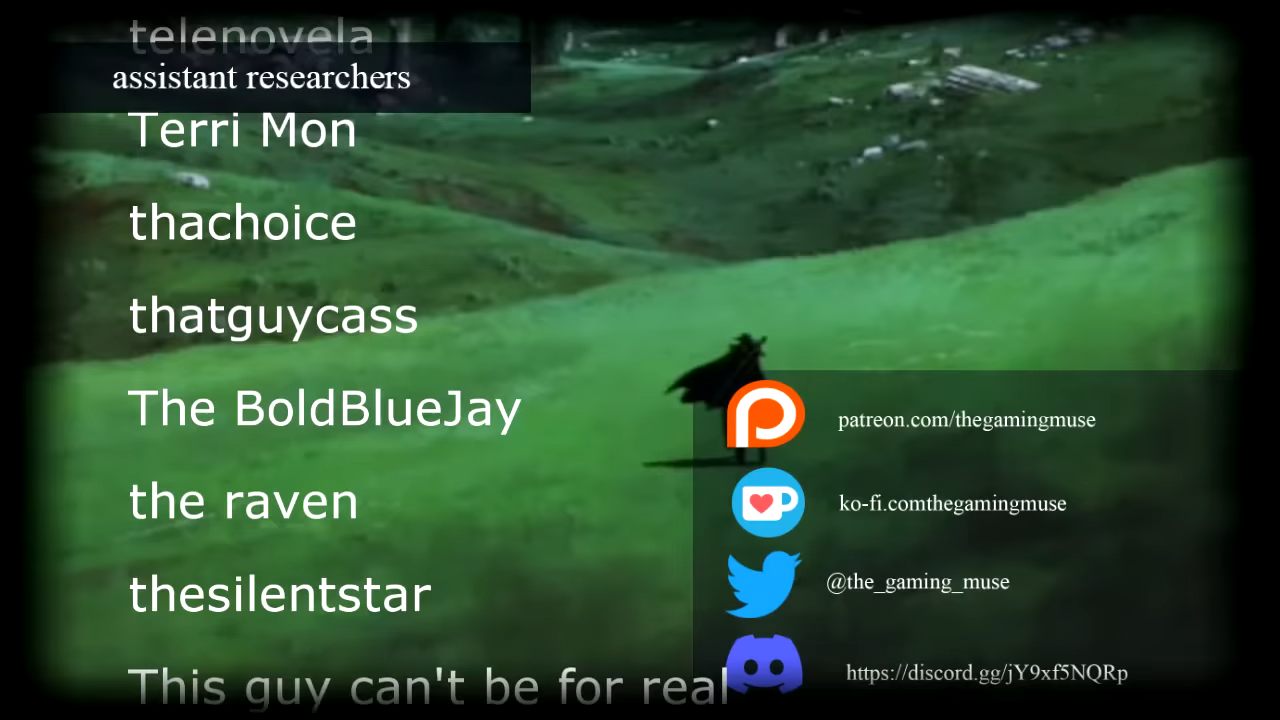 telenovela
assistant researchers
Terri Mon
thachoice
thatguycass
The BoldBlueJay
the raven
thesilentstar
This guy can't be for real
patreon.com/thegamingmuse
ko-fi.comthegamingmuse
@the_gaming_muse
https://discord.gg/jY9xf5NQRp